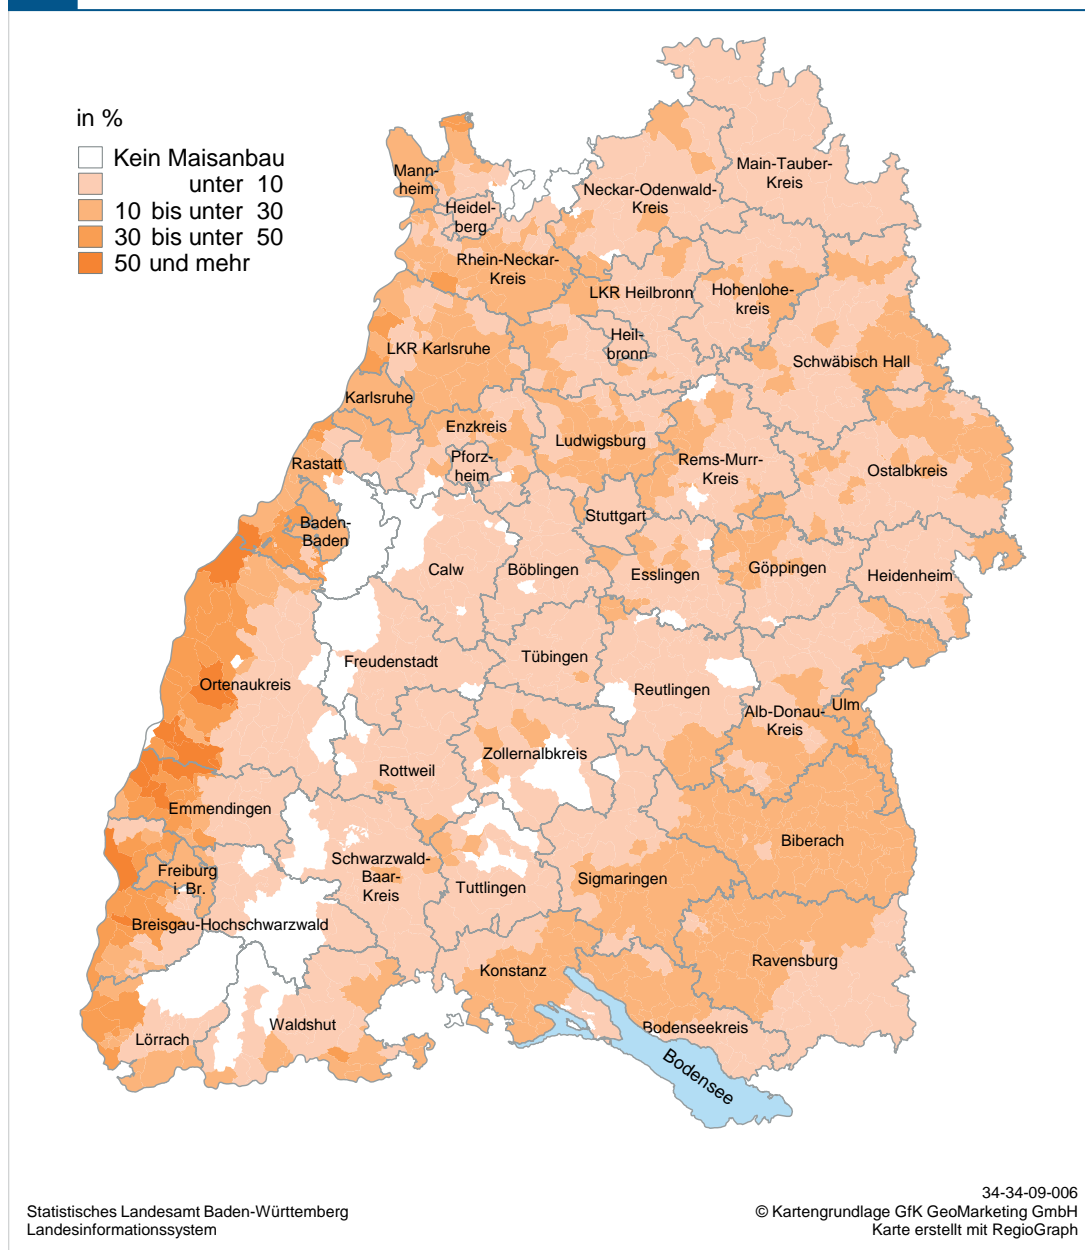 in %
Kein Maisanbau
unter 10
10 bis unter 30
30 bis unter 50
50 und mehr
Main-Tauber-
Kreis
Mann-
heim
Neckar-Odenwald-
Kreis
Heidel-
berg
Rhein-Neckar-
Kreis
LKR Heilbronn
Hohenlohe-
kreis
Heil-
bronn
LKR Karlsruhe
Schwäbisch Hall
Karlsruhe
Enzkreis
Ludwigsburg
Pforz-
heim
Rems-Murr-
Kreis
Rastatt
Ostalbkreis
Stuttgart
Baden-
Baden
Calw
Böblingen
Esslingen
Göppingen
Heidenheim
Freudenstadt
Tübingen
Ortenaukreis
Reutlingen
Alb-Donau-
Kreis
Ulm
Zollernalbkreis
Rottweil
Emmendingen
Biberach
Schwarzwald-
Baar-
Kreis
Freiburg
i. Br.
Tuttlingen
Sigmaringen
Breisgau-Hochschwarzwald
Konstanz
Ravensburg
Waldshut
Lörrach
Bodenseekreis
Bodensee
34-34-09-006
Statistisches Landesamt Baden-Württemberg
Landesinformationssystem
© Kartengrundlage GfK GeoMarketing GmbH
Karte erstellt mit RegioGraph